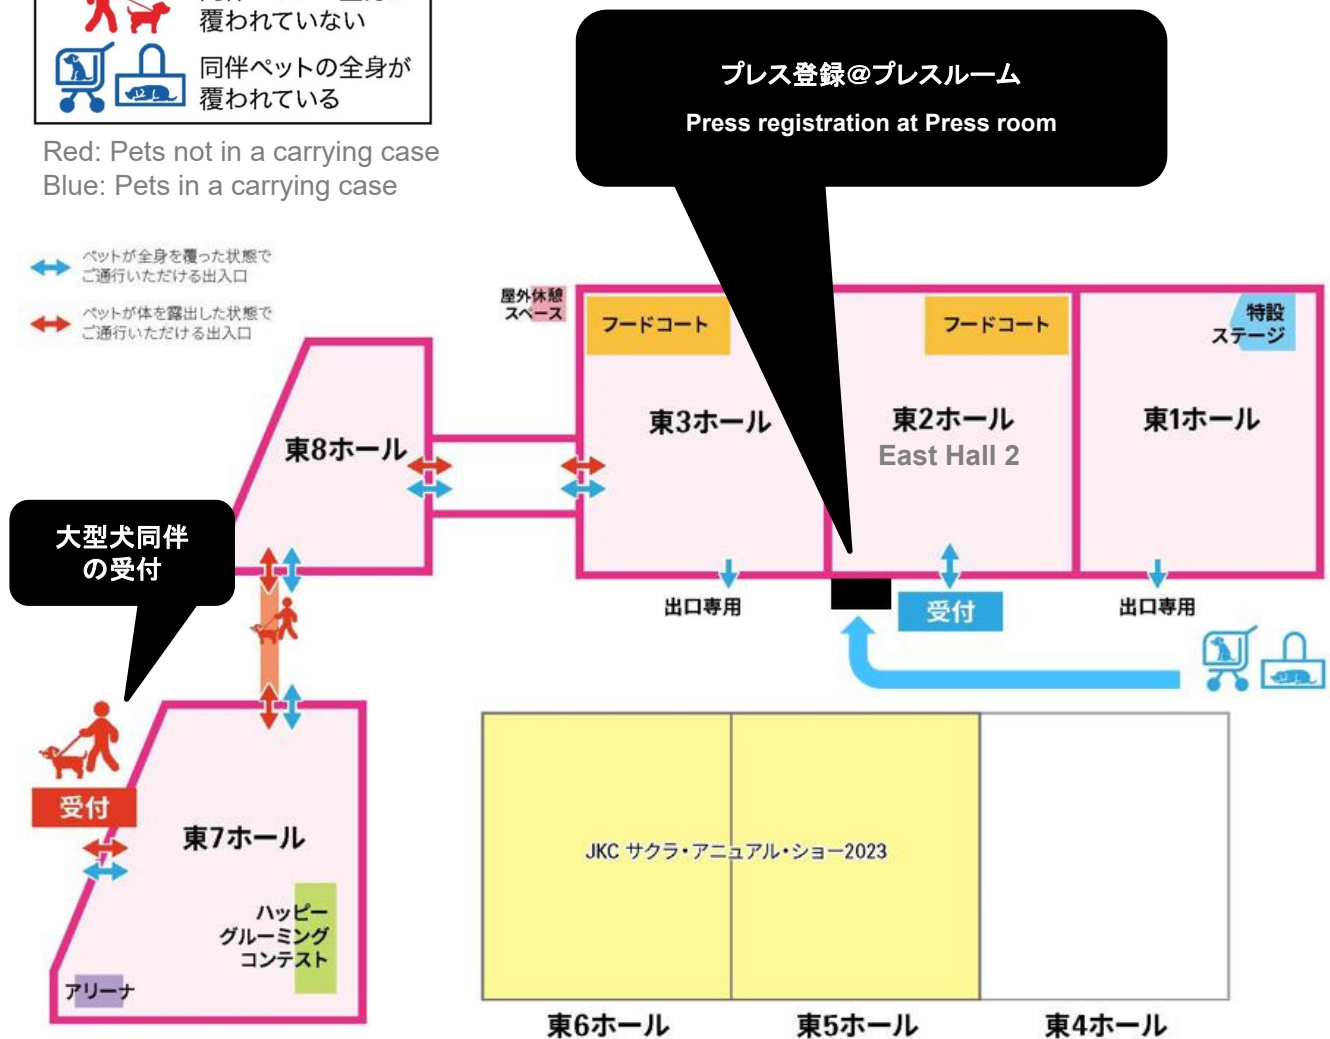 覆われていない
同伴ペットの全身が
覆われている
Red: Pets not in a carrying case
Blue: Pets in a carrying case
プレス登録@プレスルーム
Press registration at Press room
ペットが全身を覆った状態で
ご通行いただける出入口
ペットが体を露出した状態で
ご通行いただける出入口
屋外休憩
スペース
フードコート
フードコート
特設
ステージ
東8ホール
東3ホール
東2ホール
East Hall 2
東1ホール
大型犬同伴
の受付
出口専用
受付
出口専用
受付
東7ホール
ハッピー
グルーミング
コンテスト
アリーナ
JKC サクラ・アニュアル・ショー2023
東6ホール
東5ホール
東4ホール